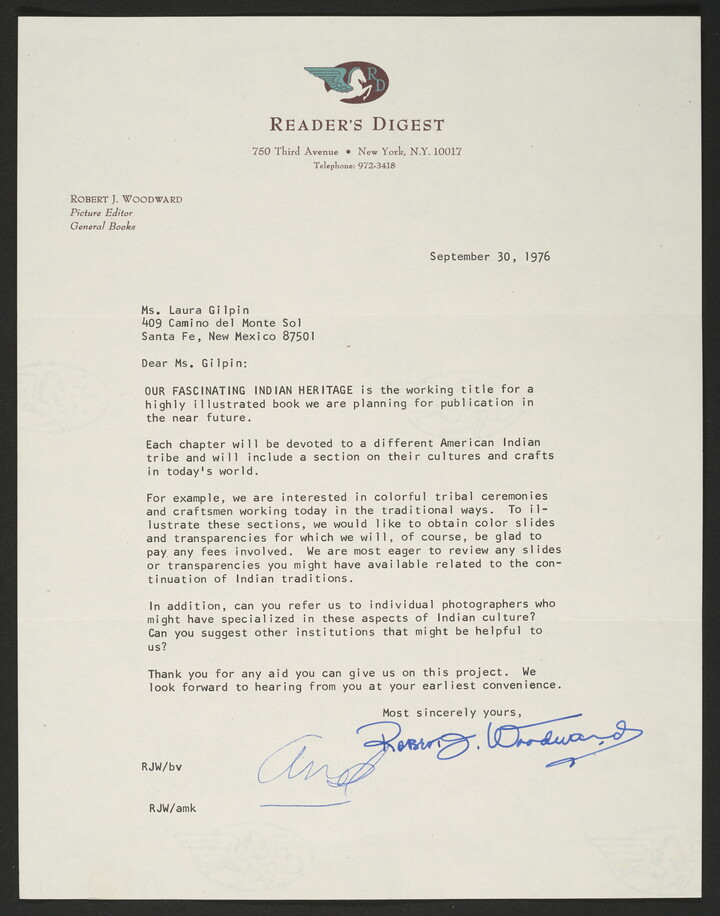 RD
READER'S DIGEST
750 Third Avenue • New York, N.Y. 10017
Telephone: 972-3418
ROBERT J. WOODWARD
Picture Editor
General Books
September 30, 1976
Ms. Laura Gilpin
409 Camino del Monte Sol
Santa Fe, New Mexico 87501
Dear Ms. Gilpin:
OUR FASCINATING INDIAN HERITAGE is the working title for a
highly illustrated book we are planning for publication in
the near future.
Each chapter will be devoted to a different American Indian
tribe and will include a section on their cultures and crafts
in today's world.
For example, we are interested in colorful tribal ceremonies
and craftsmen working today in the traditional ways.  To il-
lustrate these sections, we would like to obtain color slides
and transparencies for which we will, of course, be glad to
pay any fees involved.  We are most eager to review any slides
or transparencies you might have available related to the con-
tinuation of Indian traditions.
In addition, can you refer us to individual photographers who
might have specialized in these aspects of Indian culture?
Can you suggest other institutions that might be helpful to
us?
Thank you for any aid you can give us on this project.  We
look forward to hearing from you at your earliest convenience.
Most sincerely yours,
Robert J. Woodward
RJW/bv
RJW/amk